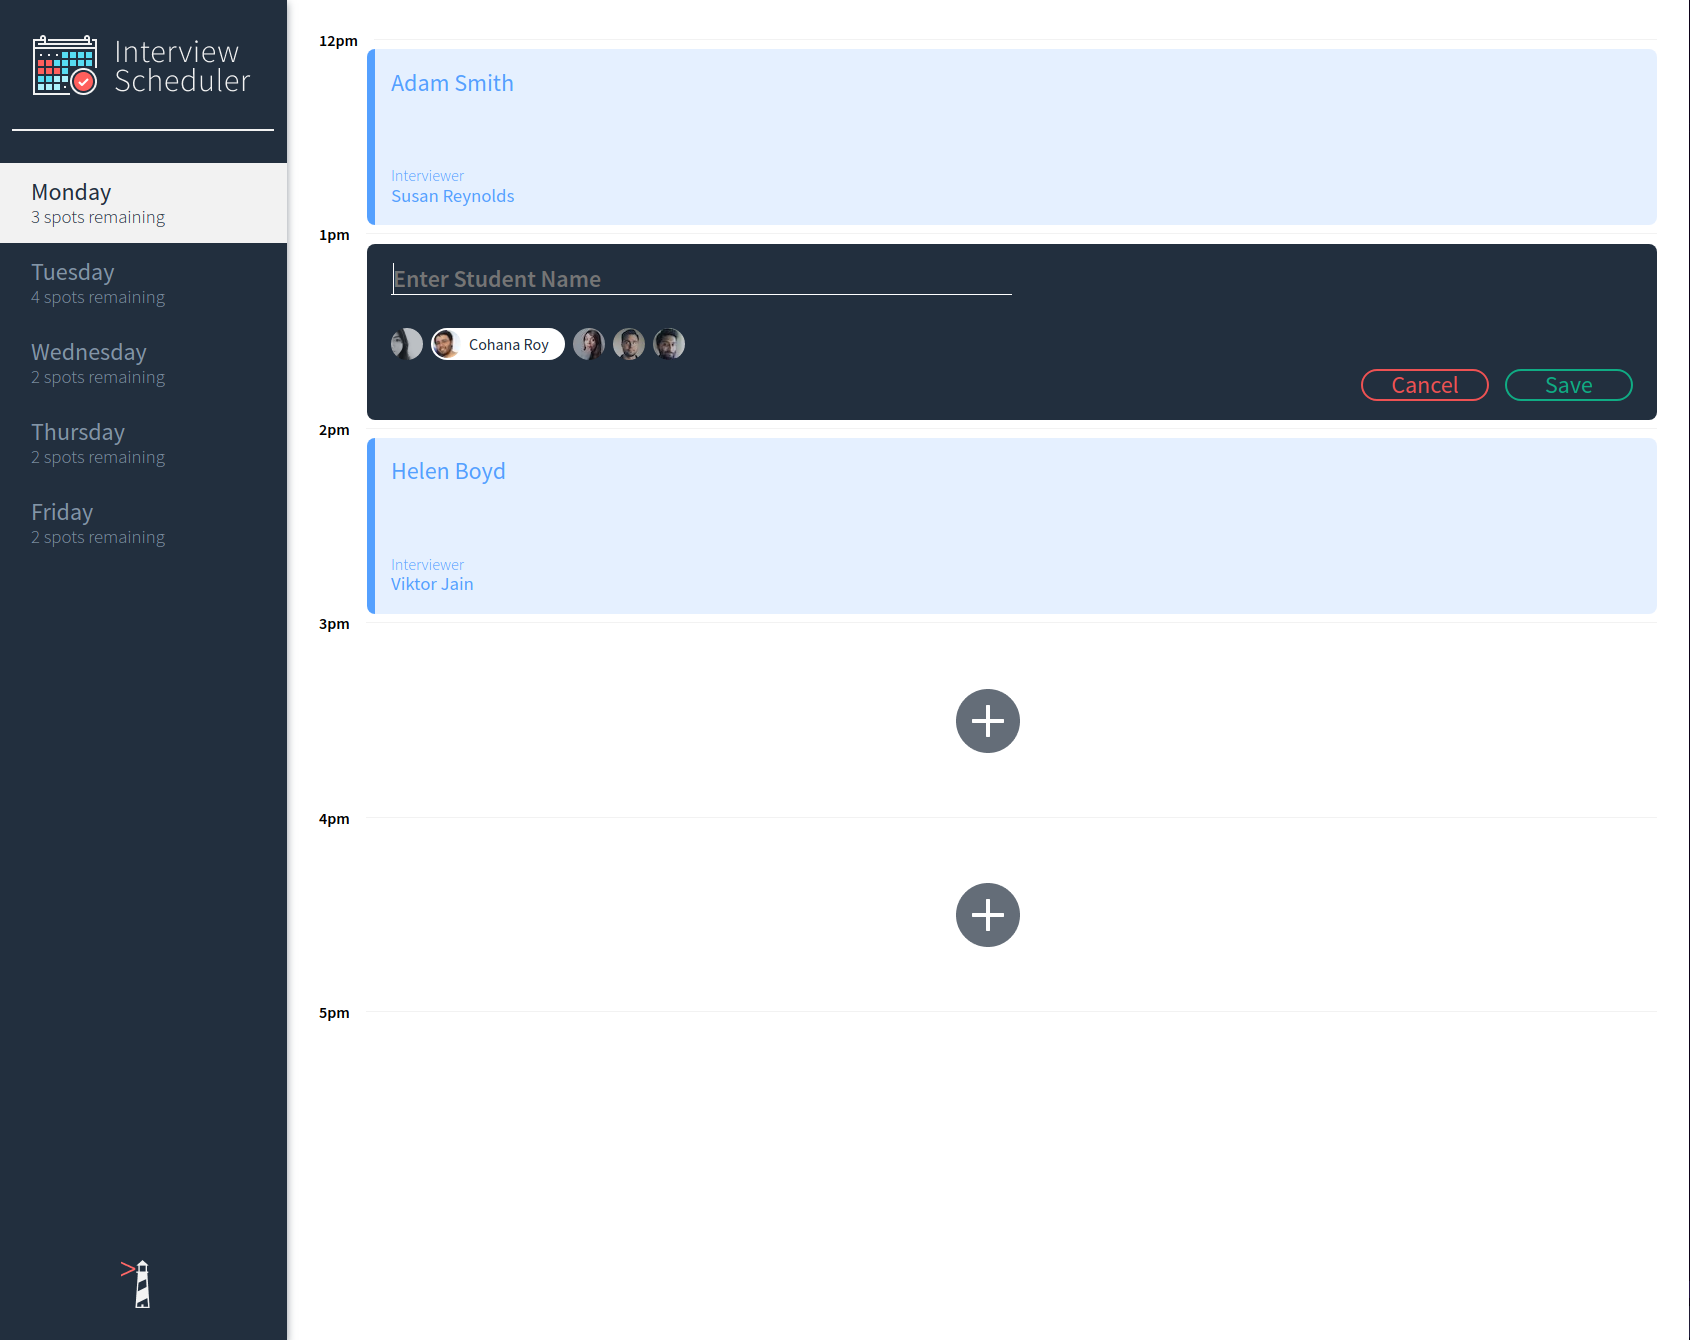 Interview
Scheduler
Monday
3 spots remaining
Tuesday
4 spots remaining
Wednesday
2 spots remaining
Thursday
2 spots remaining
Friday
2 spots remaining
12pm
Adam Smith
Interviewer
Susan Reynolds
1pm
Enter Student Name
Cohana Roy
Cancel
Save
2pm
Helen Boyd
Interviewer
Viktor Jain
3pm
4pm
5pm